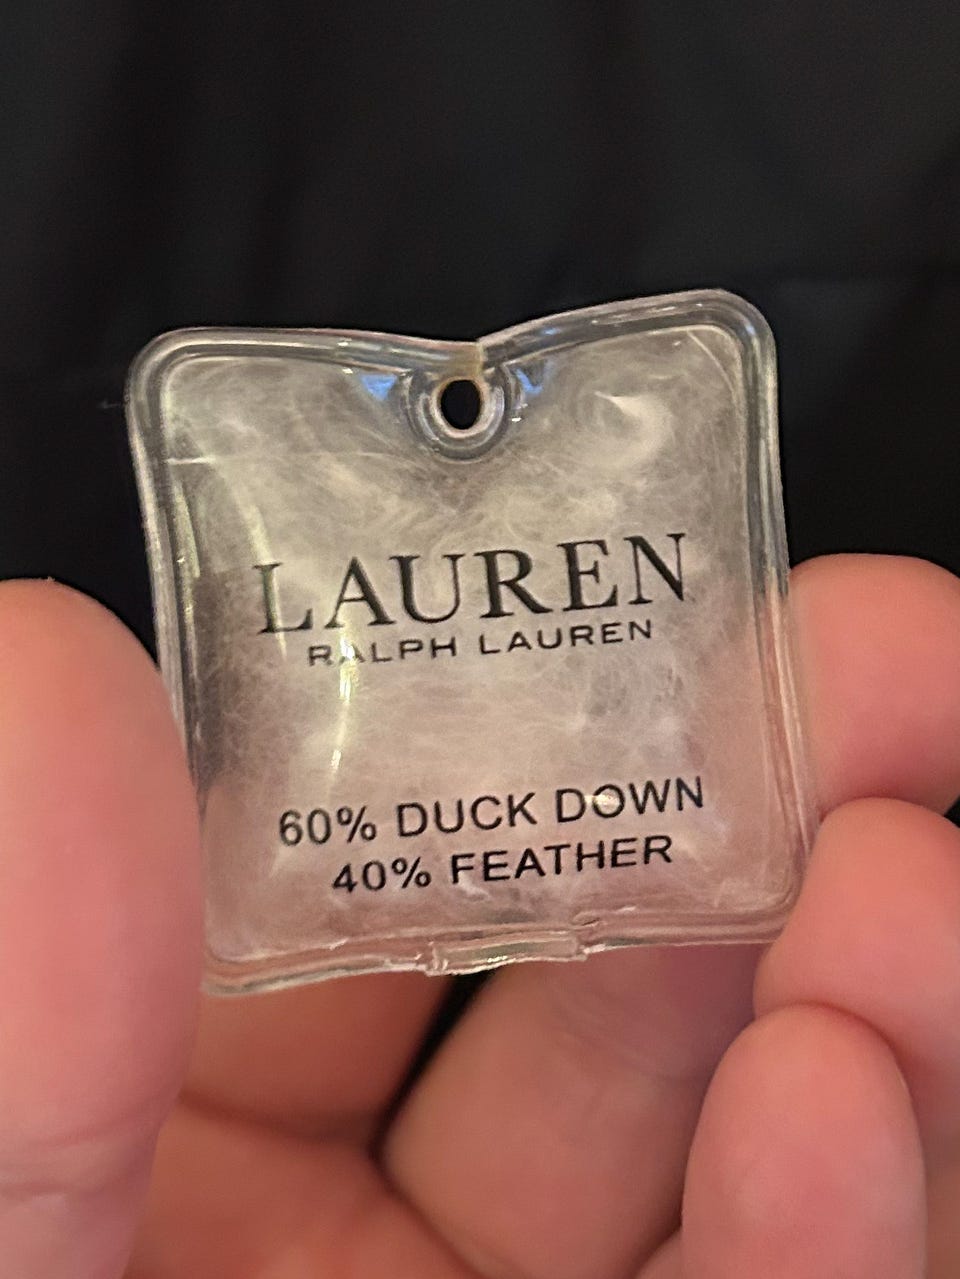 LAUREN
RALPH LAUREN
60% DUCK DOWN
40% FEATHER